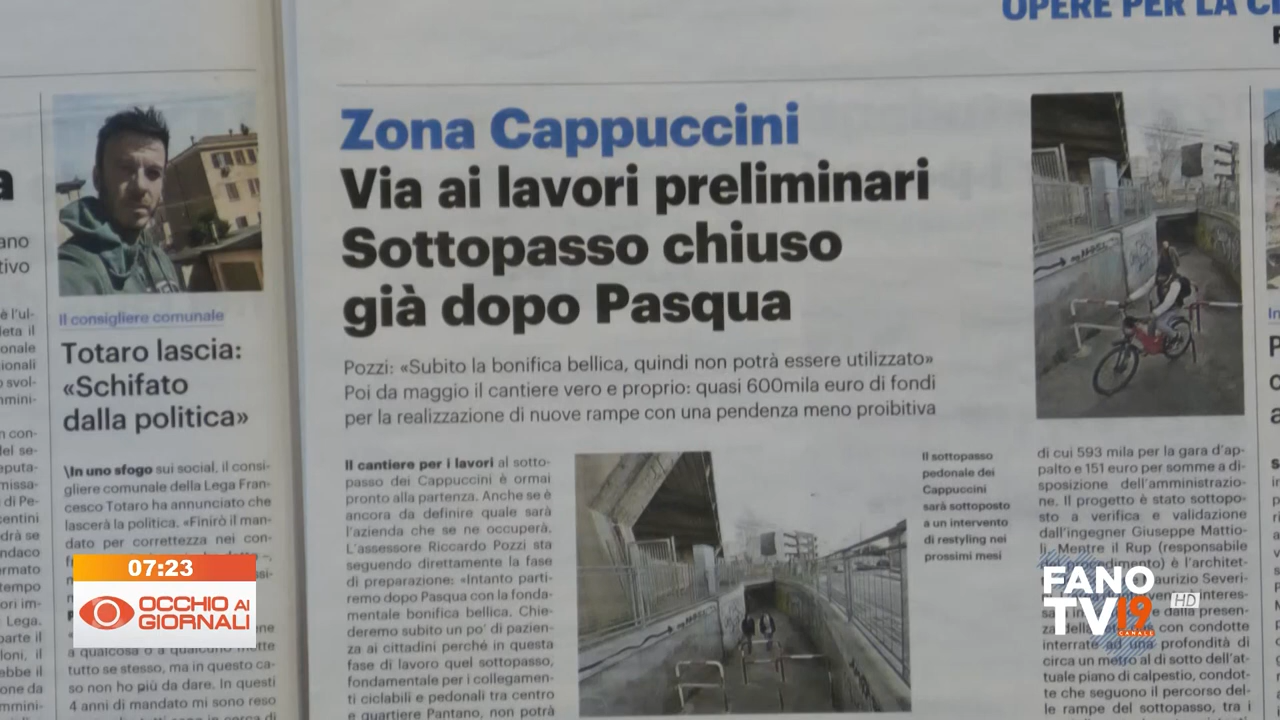 OPERE PER LA
Zona Cappuccini
Via ai lavori preliminari
Sottopasso chiuso
già dopo Pasqua
Pozzi: «Subito la bonifica bellica, quindi non potrà essere utilizzato»
Poi da maggio il cantiere vero e proprio: quasi 600mila euro di fondi
per la realizzazione di nuove rampe con una pendenza meno proibitiva
Il consigliere comunale
Totaro lascia:
«Schifato
dalla politica»
\In uno sfogo sui social, il consi-
gliere comunale della Lega Fran-
cesco Totaro ha annunciato che
lascerà la politica. «Finirò il man-
dato per correttezza nei con-
a qualcosa o a qualcuno
tutto se stesso, ma in questo ca-
so non ho più da dare. In questi
4 anni di mandato mi sono reso
Il cantiere per i lavori al sotto-
passo dei Cappuccini è ormai
pronto alla partenza. Anche se è
ancora da definire quale sarà
l'azienda che se ne occuperà.
L'assessore Riccardo Pozzi sta
seguendo direttamente la fase
di preparazione: «Intanto parti-
remo dopo Pasqua con la fonda-
mentale bonifica bellica. Chie-
deremo subito un po' di pazien-
za ai cittadini perché in questa
fase di lavoro quel sottopasso,
fondamentale per i collegamen-
ti ciclabili e pedonali tra centro
e quartiere Pantano, non potrà
Il sottopasso
pedonale dei
Cappuccini
sarà sottoposto
a un intervento
di restyling nei
prossimi mesi
di cui 593 mila per la gara d'ap-
palto e 151 euro per somme a di-
sposizione dell'amministrazio-
ne. Il progetto è stato sottopo-
sto a verifica e validazione
dall'ingegner Giuseppe Mattio-
li. Mentre il Rup (responsabile
è l'architet-
Severi-
interes-
dalla presen-
za della con condotte
interrate ad una profondità di
circa un metro al di sotto dell'at-
tuale piano di calpestio, condot-
te che seguono il percorso del-
le rampe del sottopasso, tra i
07:23
OCCHIO AI
GIORNALI
FANO
TV19
CANALE
HD